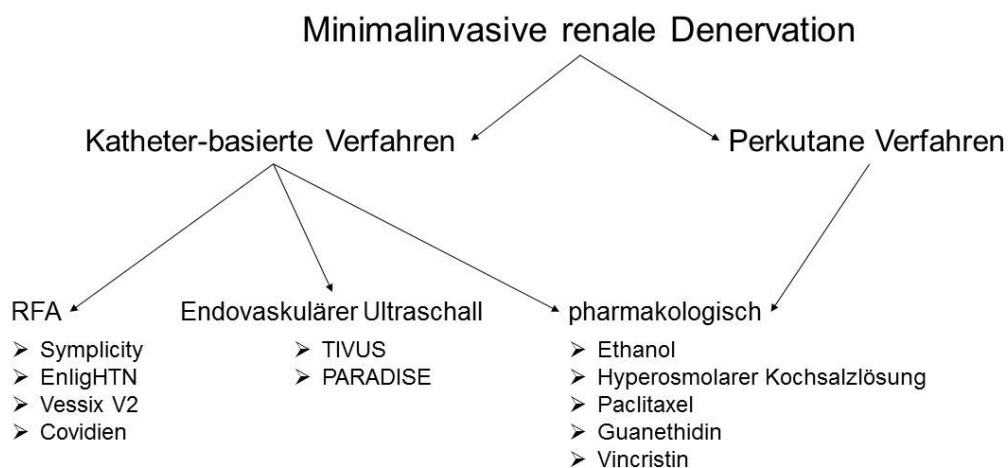 Minimalinvasive renale Denervation
Katheter-basierte Verfahren
Perkutane Verfahren
RFA
➢ Symplicity
➢ EnligHTN
➢ Vessix V2
➢ Covidien
Endovaskulärer Ultraschall
➢ TIVUS
➢ PARADISE
pharmakologisch
➢ Ethanol
➢ Hyperosmolarer Kochsalzlösung
➢ Paclitaxel
➢ Guanethidin
➢ Vincristin